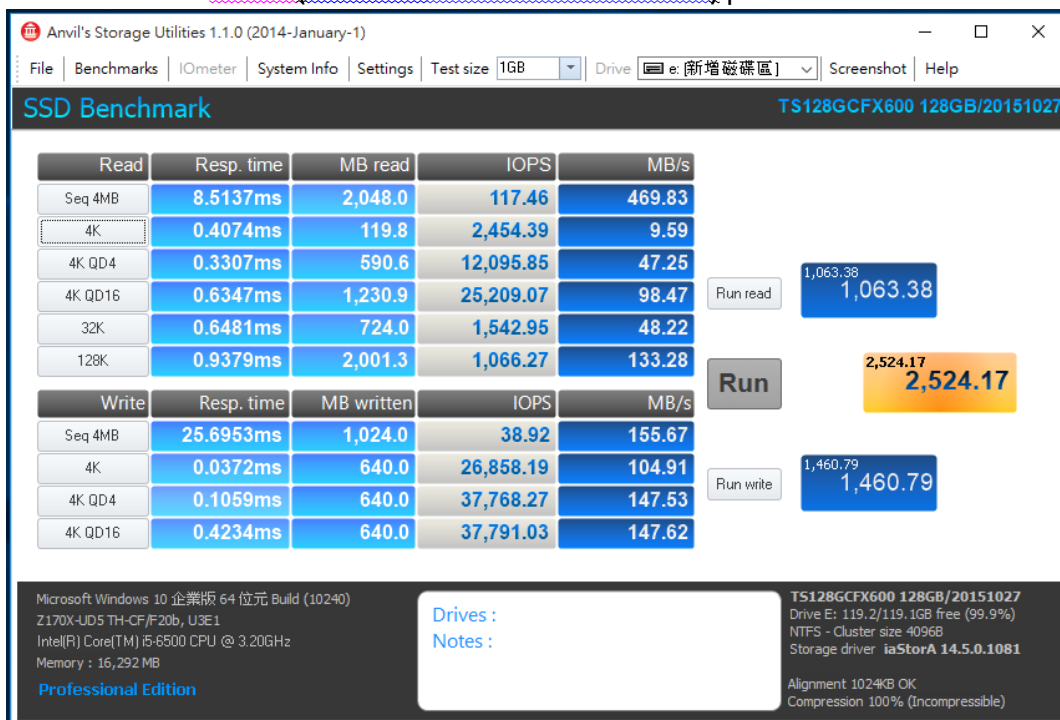 Anvil's Storage Utilities 1.1.0 (2014-January-1)
File Benchmarks IOmeter System Info Settings Test size 1GB Drive e: [新增磁碟區] Screenshot Help
SSD Benchmark TS128GCFX600 128GB/20151027
Read Resp. time MB read IOPS MB/s
Seq 4MB 8.5137ms 2,048.0 117.46 469.83
4K 0.4074ms 119.8 2,454.39 9.59
4K QD4 0.3307ms 590.6 12,095.85 47.25
4K QD16 0.6347ms 1,230.9 25,209.07 98.47
32K 0.6481ms 724.0 1,542.95 48.22
128K 0.9379ms 2,001.3 1,066.27 133.28
Run read 1,063.38
1,063.38
Run 2,524.17
2,524.17
Write Resp. time MB written IOPS MB/s
Seq 4MB 25.6953ms 1,024.0 38.92 155.67
4K 0.0372ms 640.0 26,858.19 104.91
4K QD4 0.1059ms 640.0 37,768.27 147.53
4K QD16 0.4234ms 640.0 37,791.03 147.62
Run write 1,460.79
1,460.79
Microsoft Windows 10 企業版 64 位元 Build (10240)
Z170X-UD5 TH-CF/F20b, U3E1
Intel(R) Core(TM) i5-6500 CPU @ 3.20GHz
Memory : 16,292 MB
Professional Edition
Drives :
Notes :
TS128GCFX600 128GB/20151027
Drive E: 119.2/119.1GB free (99.9%)
NTFS - Cluster size 4096B
Storage driver iaStorA 14.5.0.1081
Alignment 1024KB OK
Compression 100% (Incompressible)